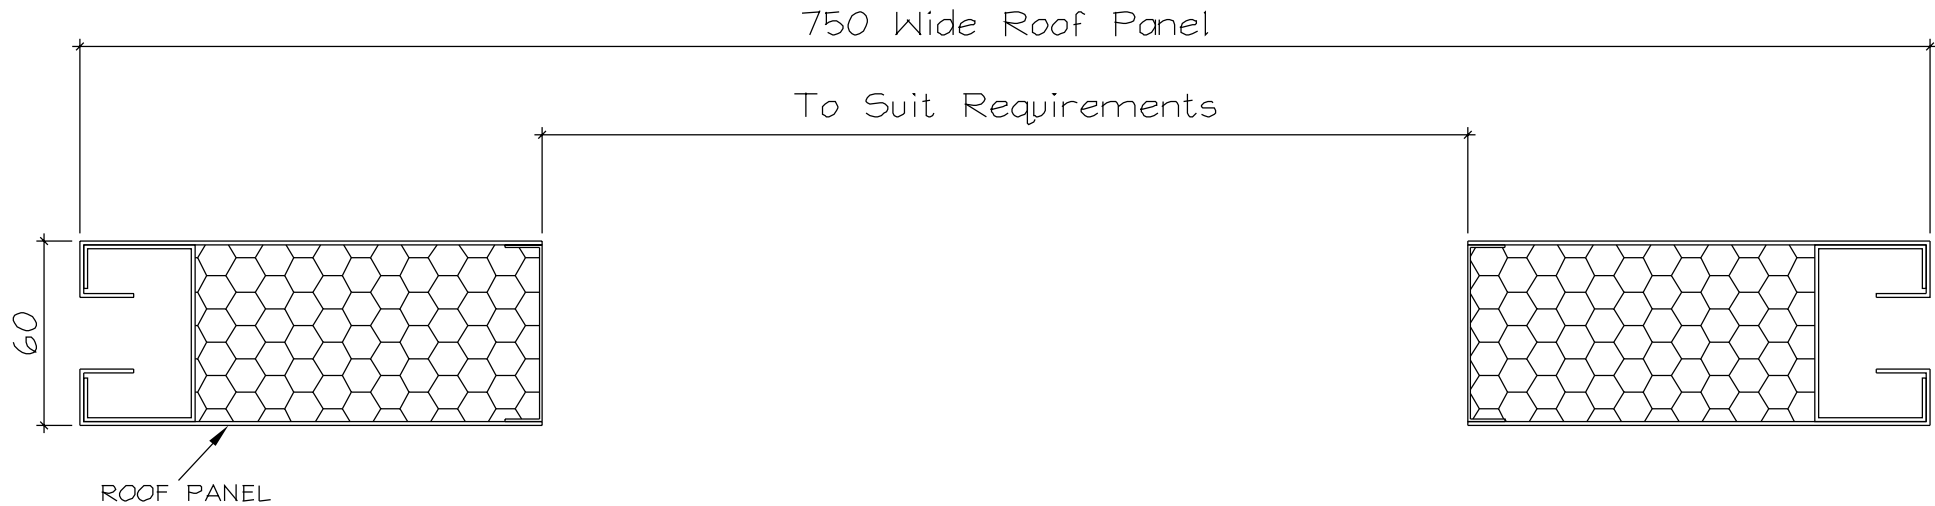 750 Wide Roof Panel
To Suit Requirements
60
ROOF PANEL